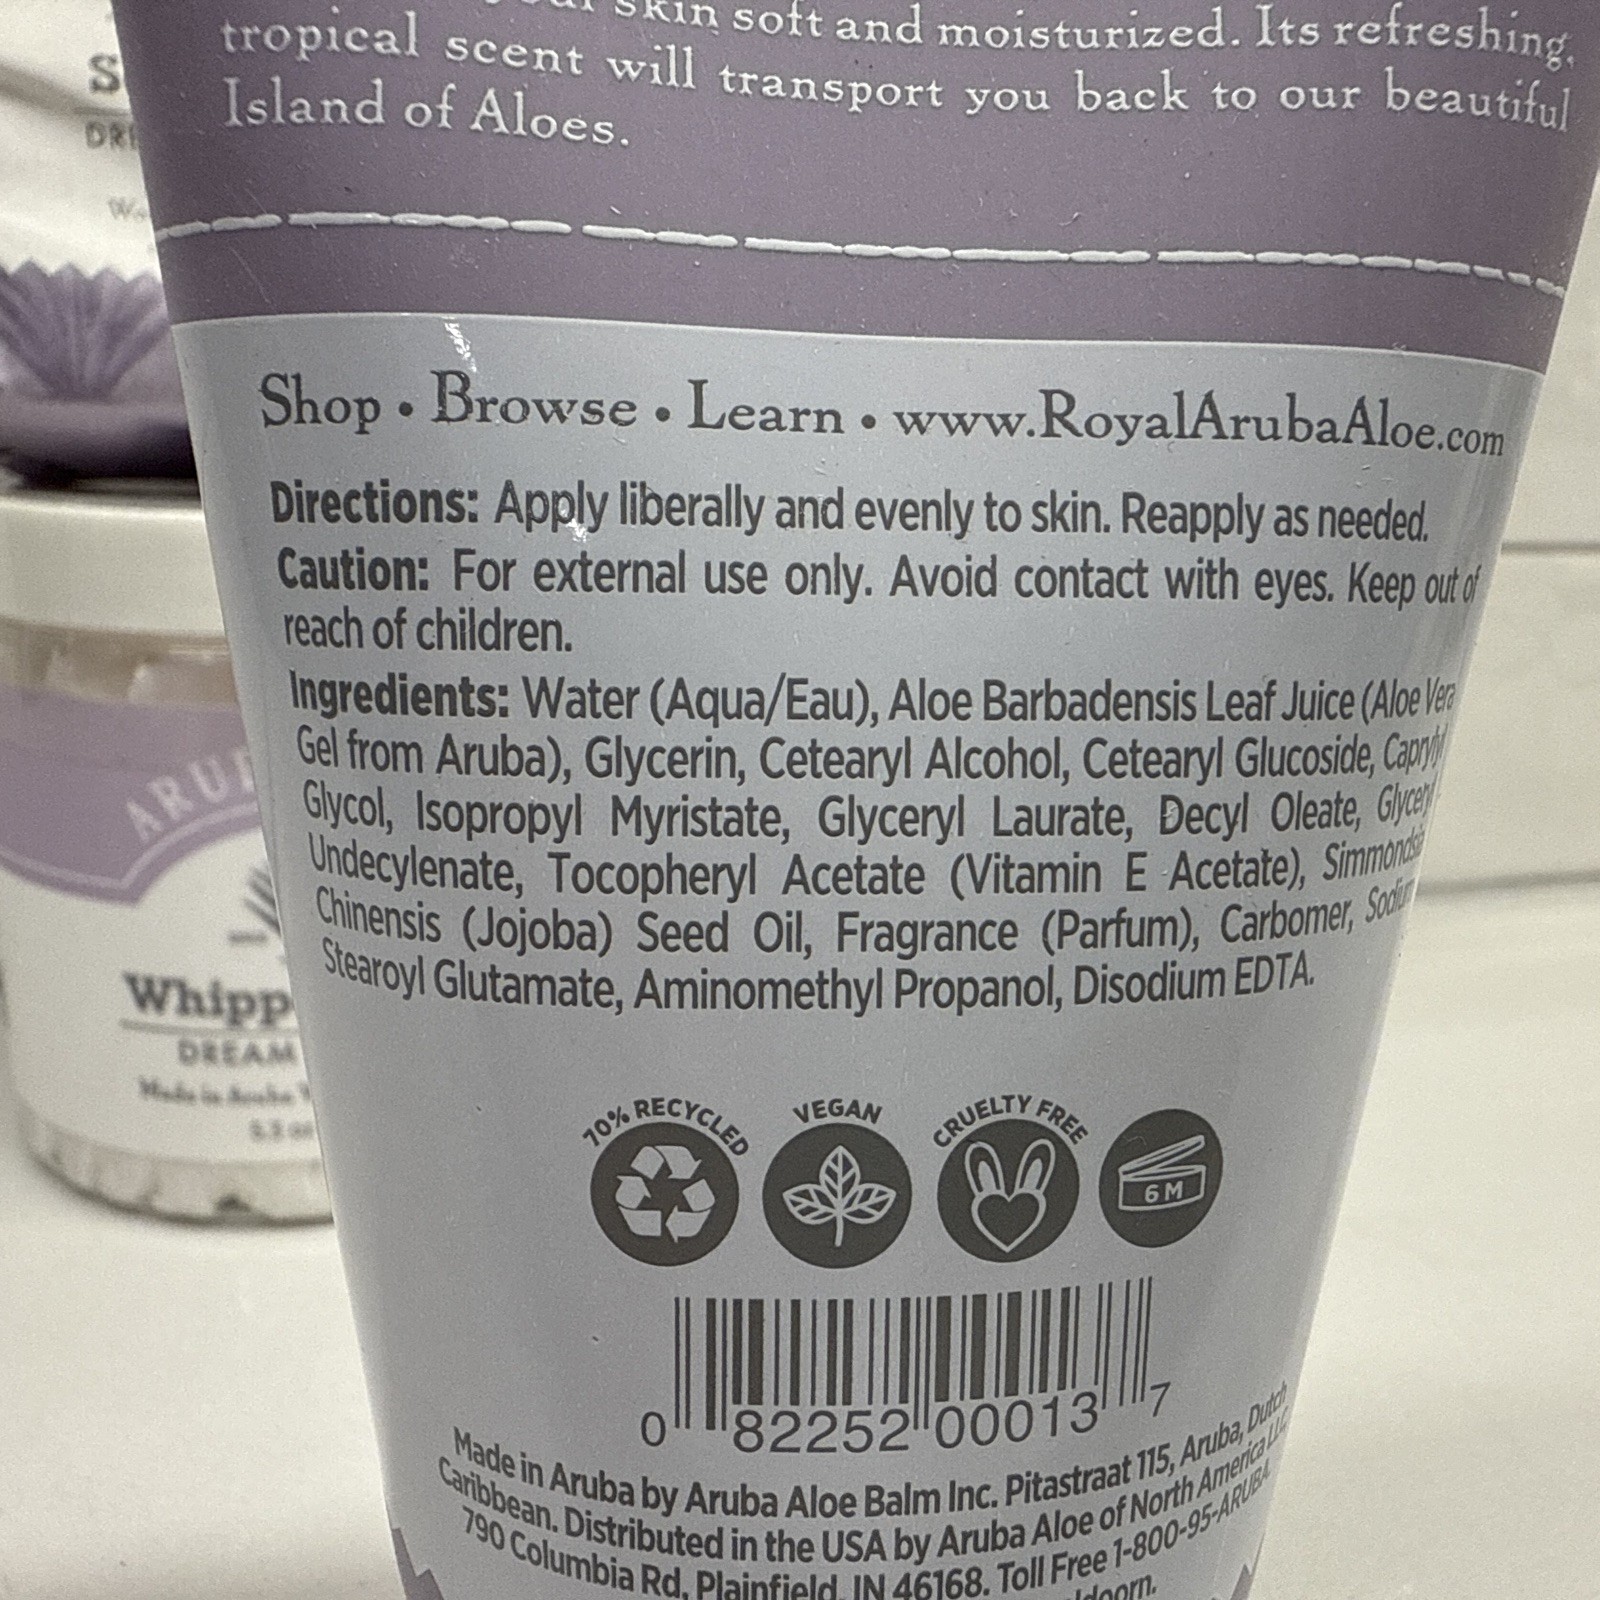 skin soft and moisturized. Its refreshing,
tropical scent will transport you back to our beautiful
Island of Aloes.
Shop • Browse • Learn • www.RoyalArubaAloe.com
Directions: Apply liberally and evenly to skin. Reapply as needed.
Caution: For external use only. Avoid contact with eyes. Keep out of
reach of children.
Ingredients: Water (Aqua/Eau), Aloe Barbadensis Leaf Juice (Aloe Vera
Gel from Aruba), Glycerin, Cetearyl Alcohol, Cetearyl Glucoside, Caprylyl
Glycol, Isopropyl Myristate, Glyceryl Laurate, Decyl Oleate, Glyceryl
Undecylenate, Tocopheryl Acetate (Vitamin E Acetate), Simmondsia
Chinensis (Jojoba) Seed Oil, Fragrance (Parfum), Carbomer, Sodium
Stearoyl Glutamate, Aminomethyl Propanol, Disodium EDTA.
70% RECYCLED
VEGAN
CRUELTY FREE
6 M
0 82252 00013 7
Made in Aruba by Aruba Aloe Balm Inc. Pitastraat 115, Aruba, Dutch
Caribbean. Distributed in the USA by Aruba Aloe of North America LLC
790 Columbia Rd, Plainfield, IN 46168. Toll Free 1-800-95-ARUBA.
DREAM
Made in Aruba